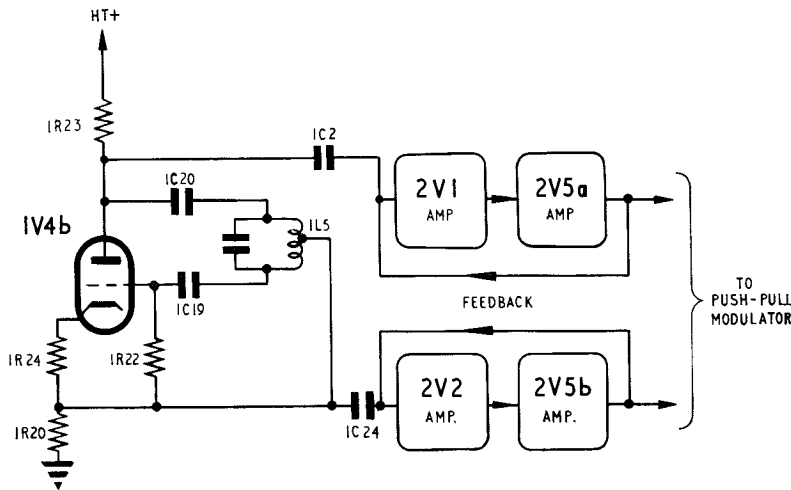 HT+
1R23
1C2
1C20
1V4b
1L5
2V1
AMP
2V5a
AMP
1C19
FEEDBACK
TO
PUSH-PULL
MODULATOR
1R24
1R22
2V2
AMP.
2V5b
AMP.
1R20
1C24